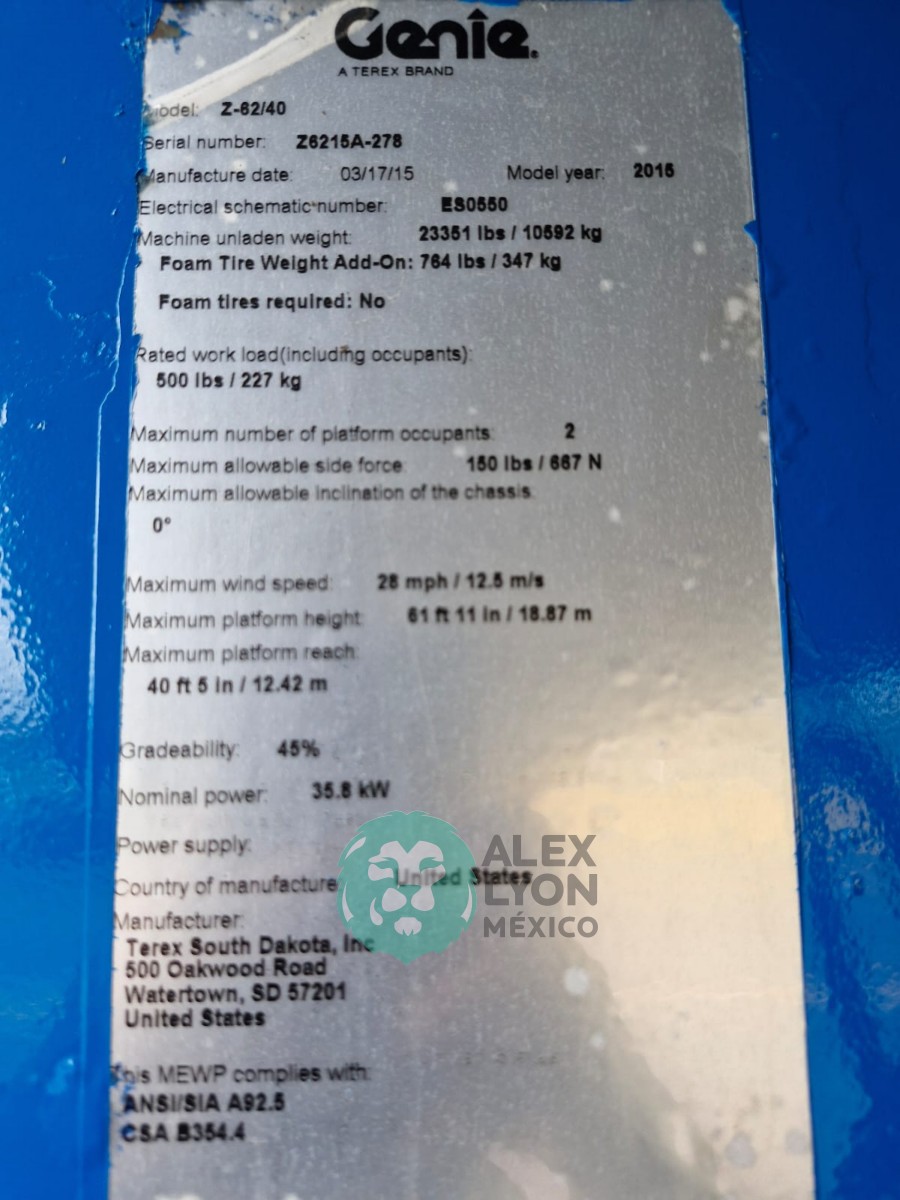 Genie®
A TEREX BRAND
Model: Z-62/40
Serial number: Z6215A-278
Manufacture date: 03/17/15 Model year: 2015
Electrical schematic number: ES0550
Machine unladen weight: 23351 lbs / 10592 kg
Foam Tire Weight Add-On: 764 lbs / 347 kg
Foam tires required: No
Rated work load(including occupants):
500 lbs / 227 kg
Maximum number of platform occupants: 2
Maximum allowable side force: 150 lbs / 667 N
Maximum allowable inclination of the chassis:
0°
Maximum wind speed: 28 mph / 12.5 m/s
Maximum platform height: 61 ft 11 in / 18.87 m
Maximum platform reach:
40 ft 5 in / 12.42 m
Gradeability: 45%
Nominal power: 35.8 kW
Power supply:
Country of manufacture: United States
Manufacturer:
Terex South Dakota, Inc
500 Oakwood Road
Watertown, SD 57201
United States
This MEWP complies with:
ANSI/SIA A92.5
CSA B354.4
ALEX
LYON
MÉXICO